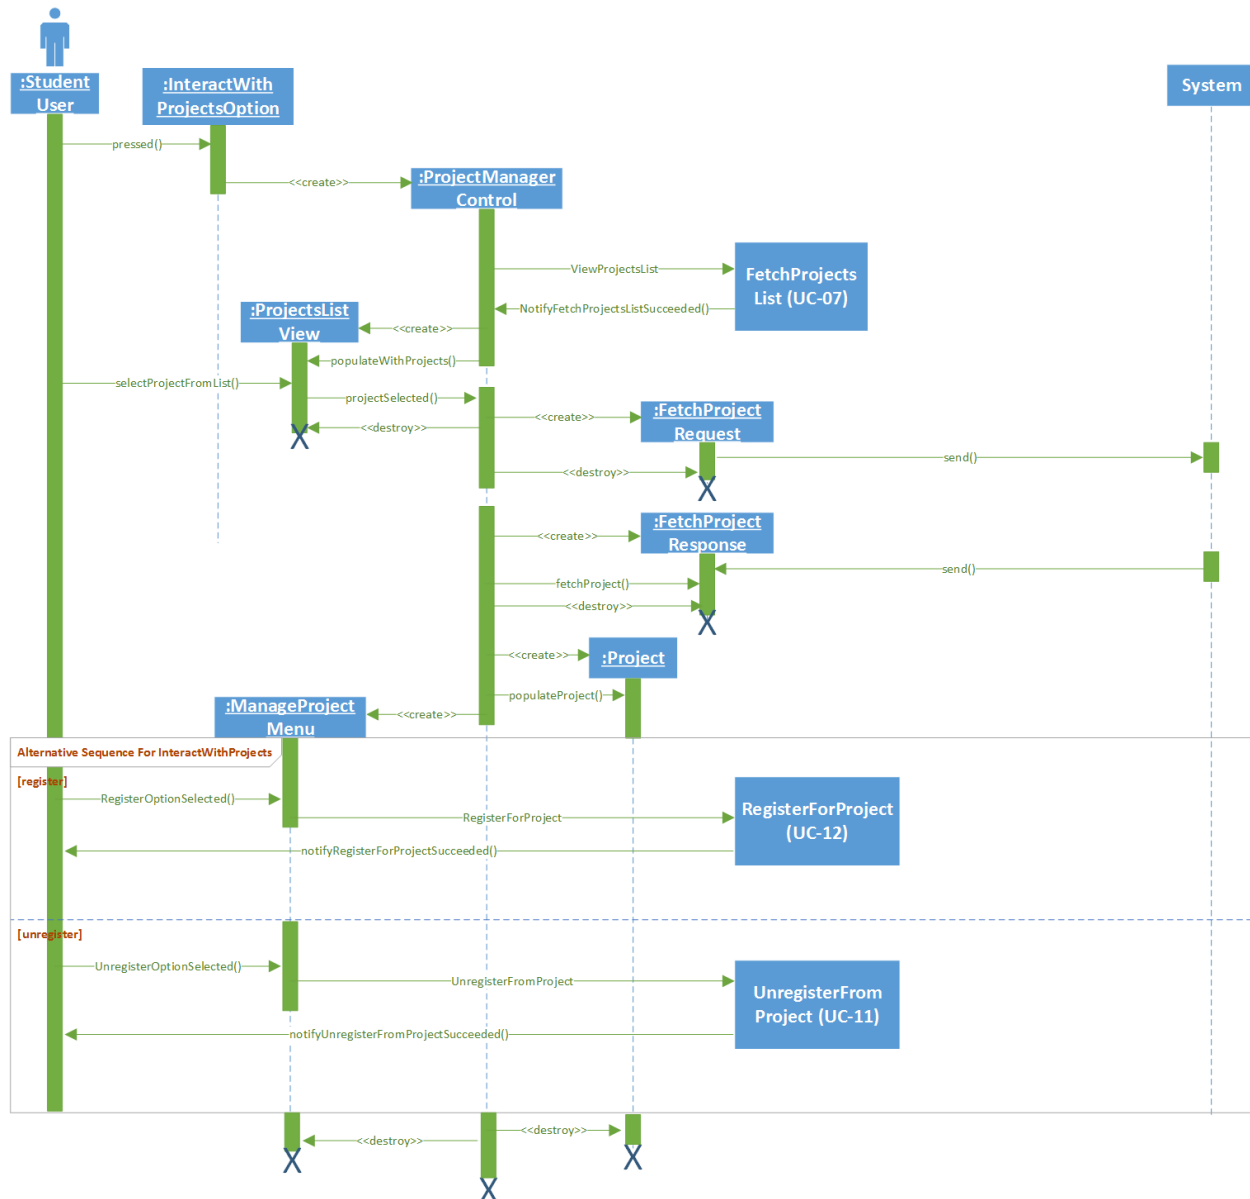 :Student
User
:InteractWith
ProjectsOption
System
pressed()
<<create>>
:ProjectManager
Control
ViewProjectsList
FetchProjects
List (UC-07)
NotifyFetchProjectsListSucceeded()
:ProjectsList
View
<<create>>
populateWithProjects()
selectProjectFromList()
projectSelected()
<<create>>
:FetchProject
Request
<<destroy>>
send()
<<destroy>>
:FetchProject
Response
<<create>>
send()
fetchProject()
<<destroy>>
<<create>>
:Project
populateProject()
:ManageProject
Menu
<<create>>
Alternative Sequence For InteractWithProjects
[register]
RegisterOptionSelected()
RegisterForProject
RegisterForProject
(UC-12)
notifyRegisterForProjectSucceeded()
[unregister]
UnregisterOptionSelected()
UnregisterFromProject
UnregisterFrom
Project (UC-11)
notifyUnregisterFromProjectSucceeded()
<<destroy>>
<<destroy>>